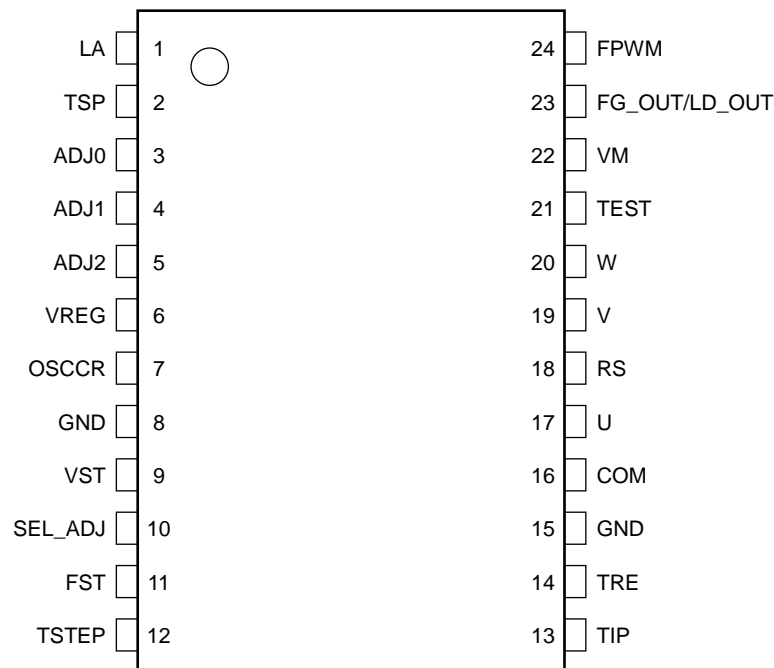 LA 1 24 FPWM
TSP 2 23 FG_OUT/LD_OUT
ADJ0 3 22 VM
ADJ1 4 21 TEST
ADJ2 5 20 W
VREG 6 19 V
OSCCR 7 18 RS
GND 8 17 U
VST 9 16 COM
SEL_ADJ 10 15 GND
FST 11 14 TRE
TSTEP 12 13 TIP